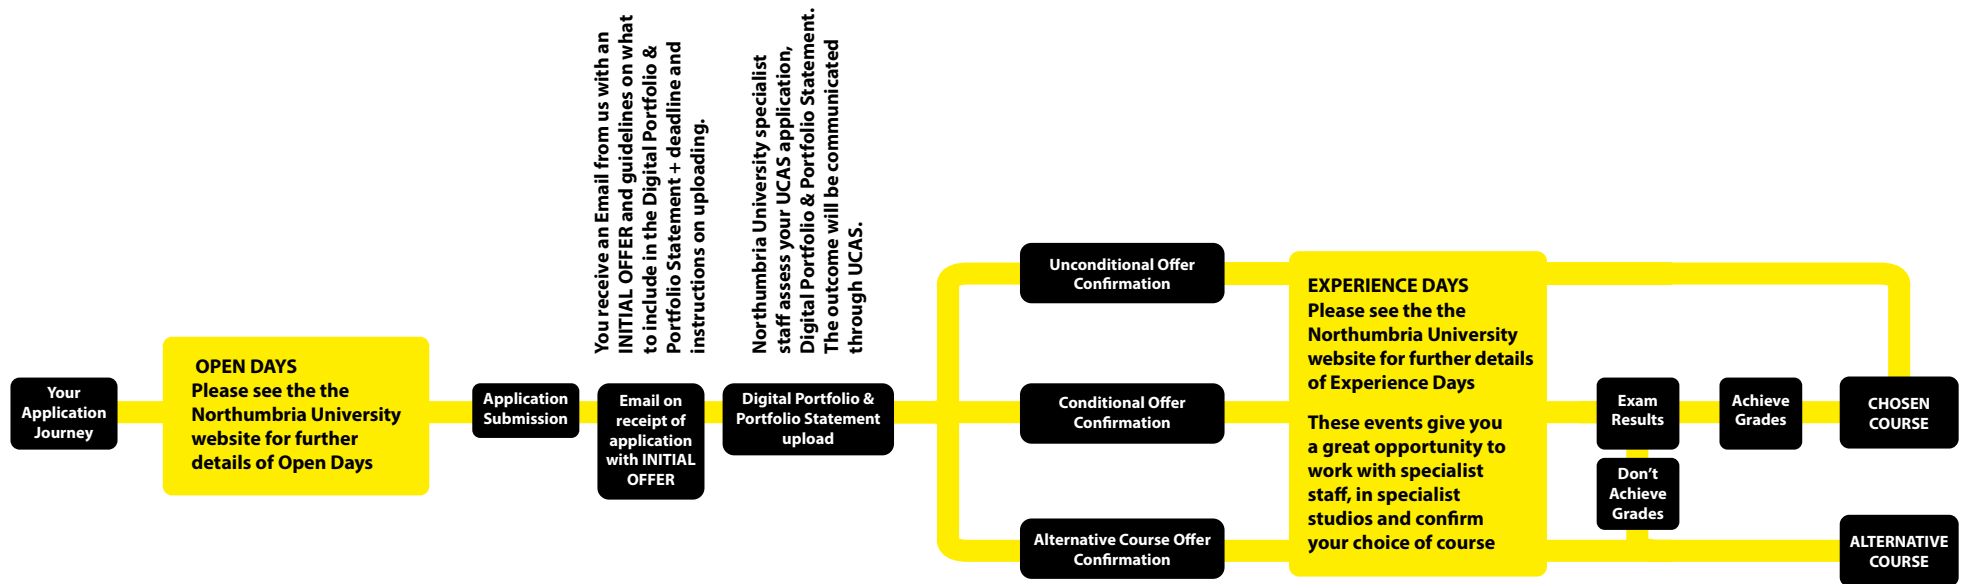 Your
Application
Journey
OPEN DAYS
Please see the the
Northumbria University
website for further
details of Open Days
Application
Submission
You receive an Email from us with an
INITIAL OFFER and guidelines on what
to include in the Digital Portfolio &
Portfolio Statement + deadline and
instructions on uploading.
Email on
receipt of
application
with INITIAL
OFFER
Northumbria University specialist
staff assess your UCAS application,
Digital Portfolio & Portfolio Statement.
The outcome will be communicated
through UCAS.
Digital Portfolio &
Portfolio Statement
upload
Unconditional Offer
Confirmation
Conditional Offer
Confirmation
Alternative Course Offer
Confirmation
EXPERIENCE DAYS
Please see the the
Northumbria University
website for further details
of Experience Days
These events give you
a great opportunity to
work with specialist
staff, in specialist
studios and confirm
your choice of course
Exam
Results
Achieve
Grades
CHOSEN
COURSE
Don't
Achieve
Grades
ALTERNATIVE
COURSE